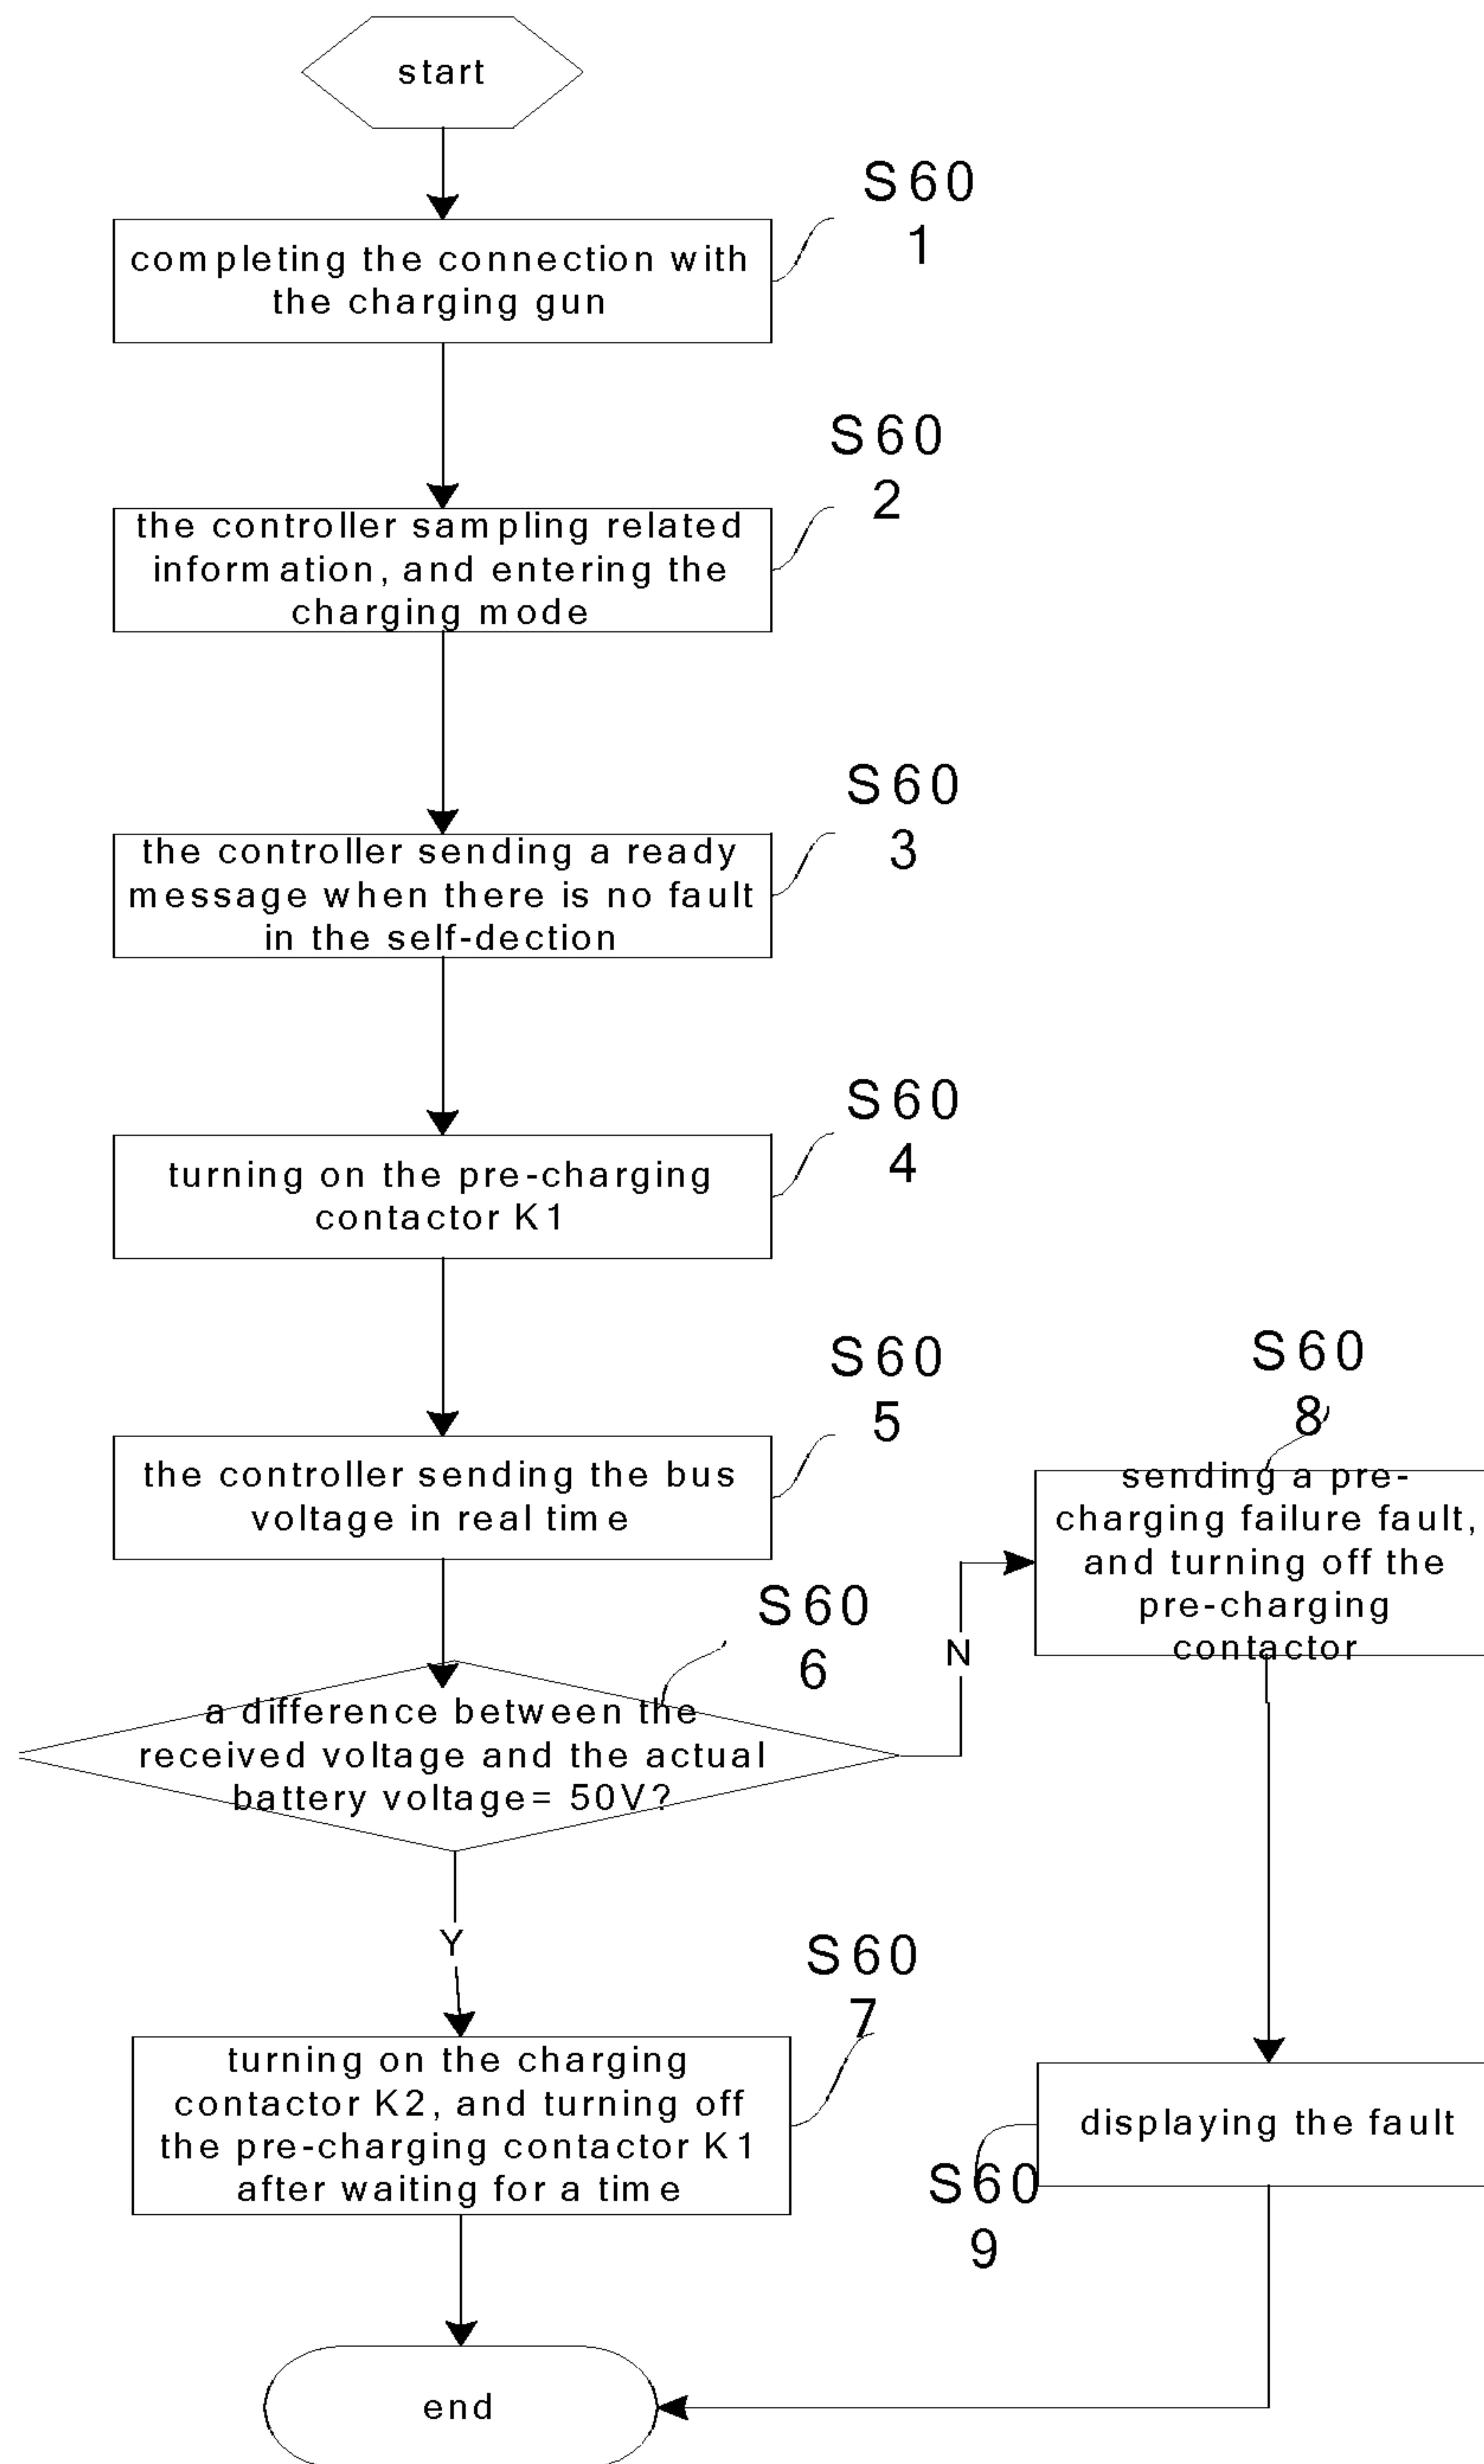 start
S60
1
completing the connection with
the charging gun
S60
2
the controller sampling related
information, and entering the
charging mode
S60
3
the controller sending a ready
message when there is no fault
in the self-dection
S60
4
turning on the pre-charging
contactor K1
S60
5
the controller sending the bus
voltage in real time
S60
6
a difference between the
received voltage and the actual
battery voltage= 50V?
N
S60
8
sending a pre-
charging failure fault,
and turning off the
pre-charging
contactor
Y
S60
7
turning on the charging
contactor K2, and turning off
the pre-charging contactor K1
after waiting for a time
displaying the fault
S60
9
end